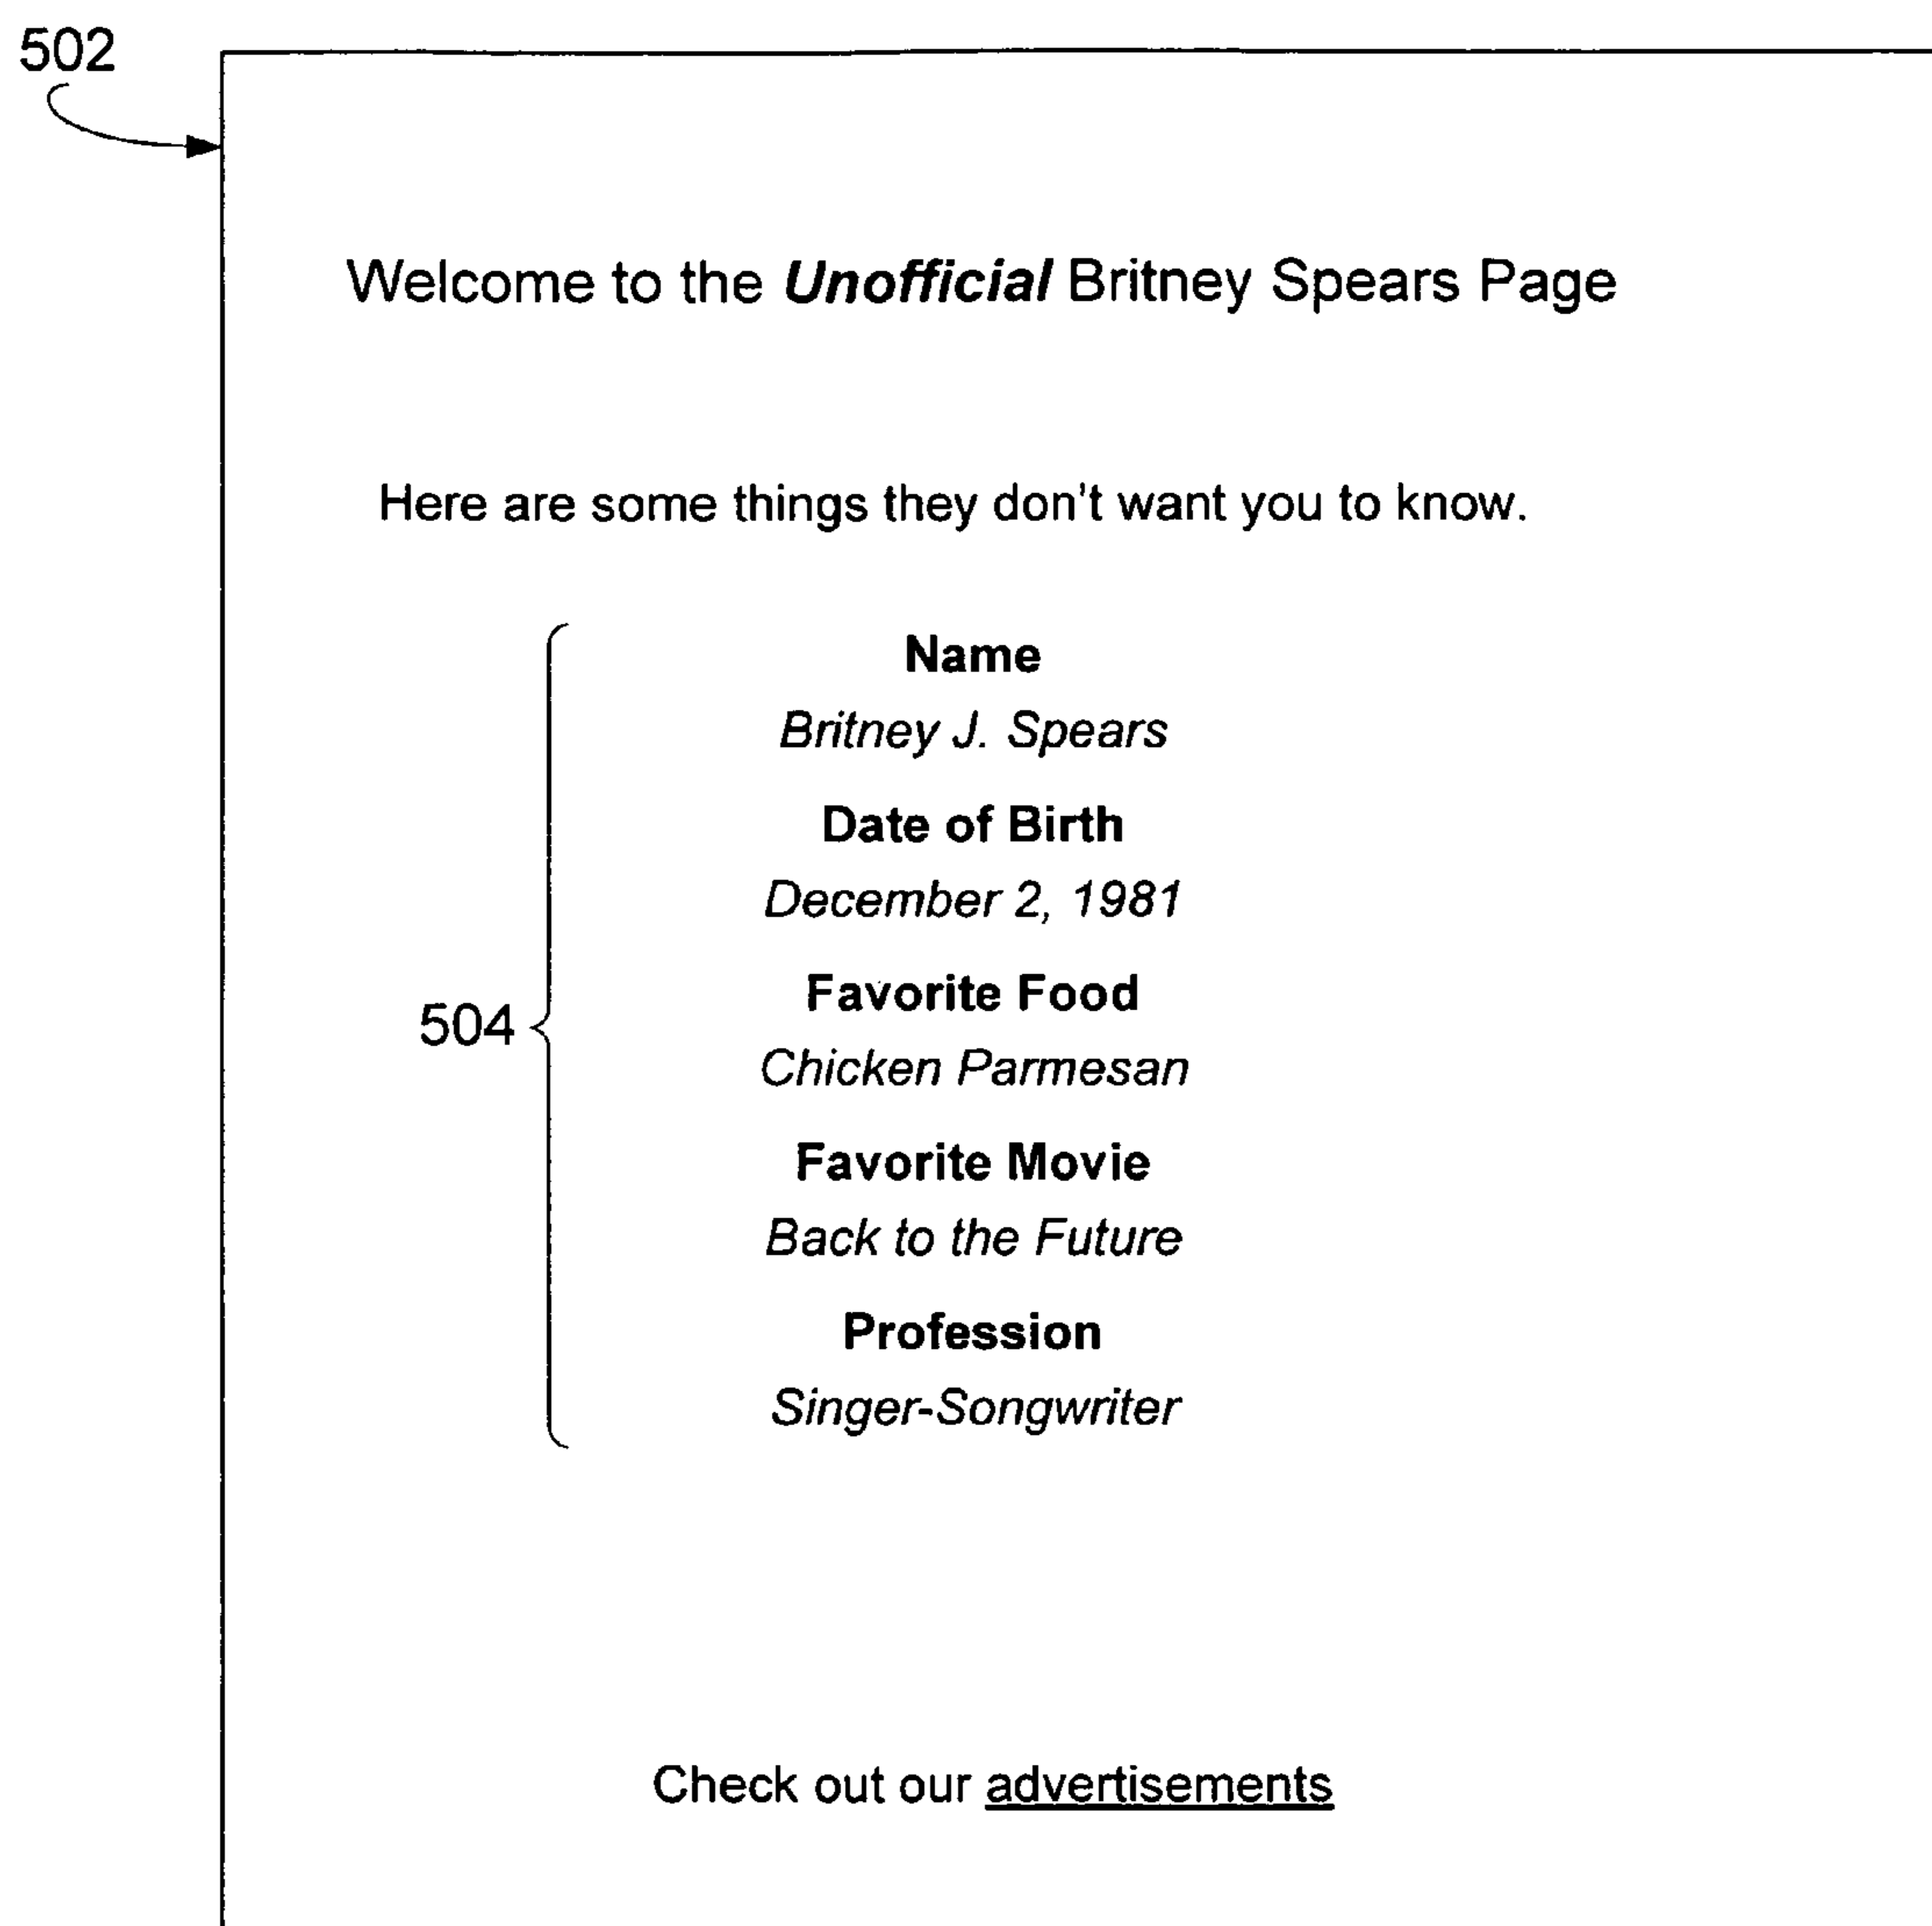 502
Welcome to the Unofficial Britney Spears Page
Here are some things they don't want you to know.
Name
Britney J. Spears
Date of Birth
December 2, 1981
Favorite Food
504
Chicken Parmesan
Favorite Movie
Back to the Future
Profession
Singer-Songwriter
Check out our advertisements